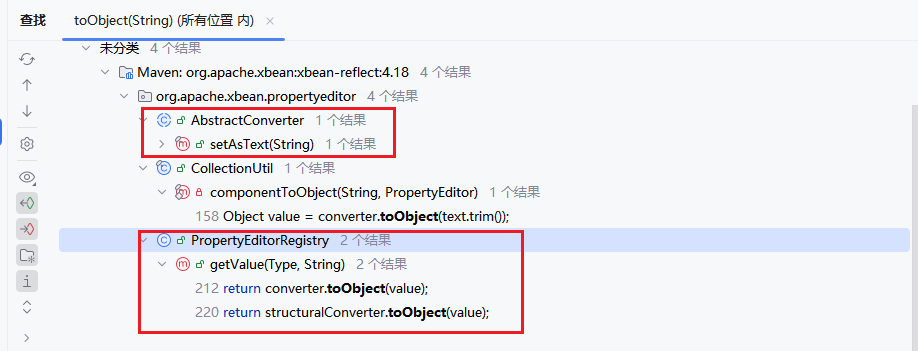 查找 toObject(String) (所有位置 内)
未分类 4 个结果
Maven: org.apache.xbean:xbean-reflect:4.18 4 个结果
org.apache.xbean.propertyeditor 4 个结果
AbstractConverter 1 个结果
setAsText(String) 1 个结果
CollectionUtil 1 个结果
componentToObject(String, PropertyEditor) 1 个结果
158 Object value = converter.toObject(text.trim());
PropertyEditorRegistry 2 个结果
getValue(Type, String) 2 个结果
212 return converter.toObject(value);
220 return structuralConverter.toObject(value);